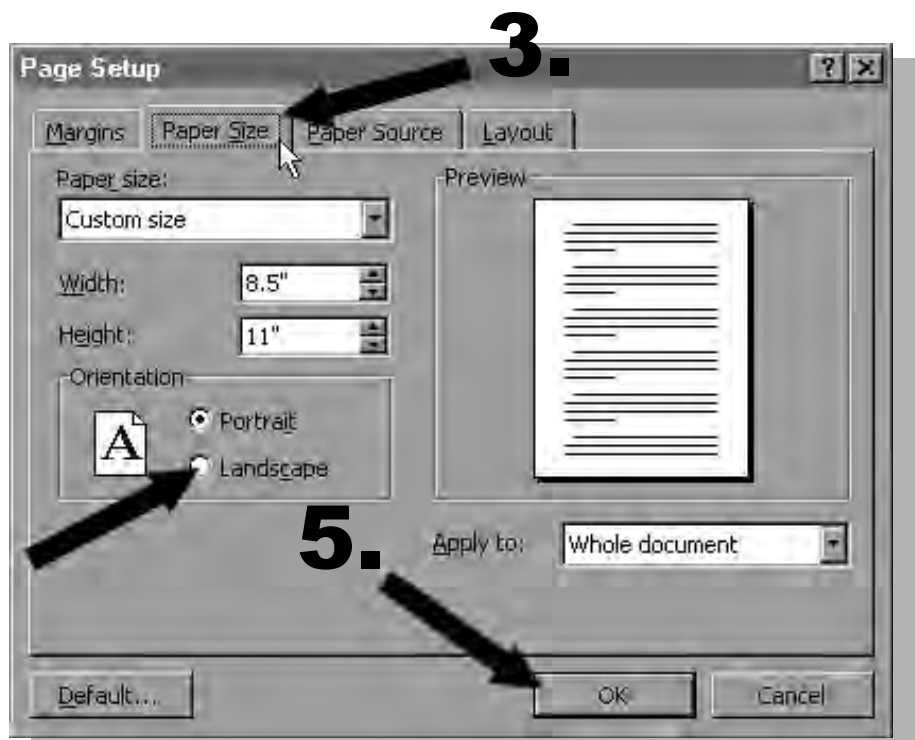 3.
Page Setup
? X
Margins Paper Size Paper Source Layout
Paper size:
Preview
Custom size
Width: 8.5"
Height: 11"
Orientation
A
Portrait
Landscape
5.
Apply to: Whole document
Default... OK Cancel